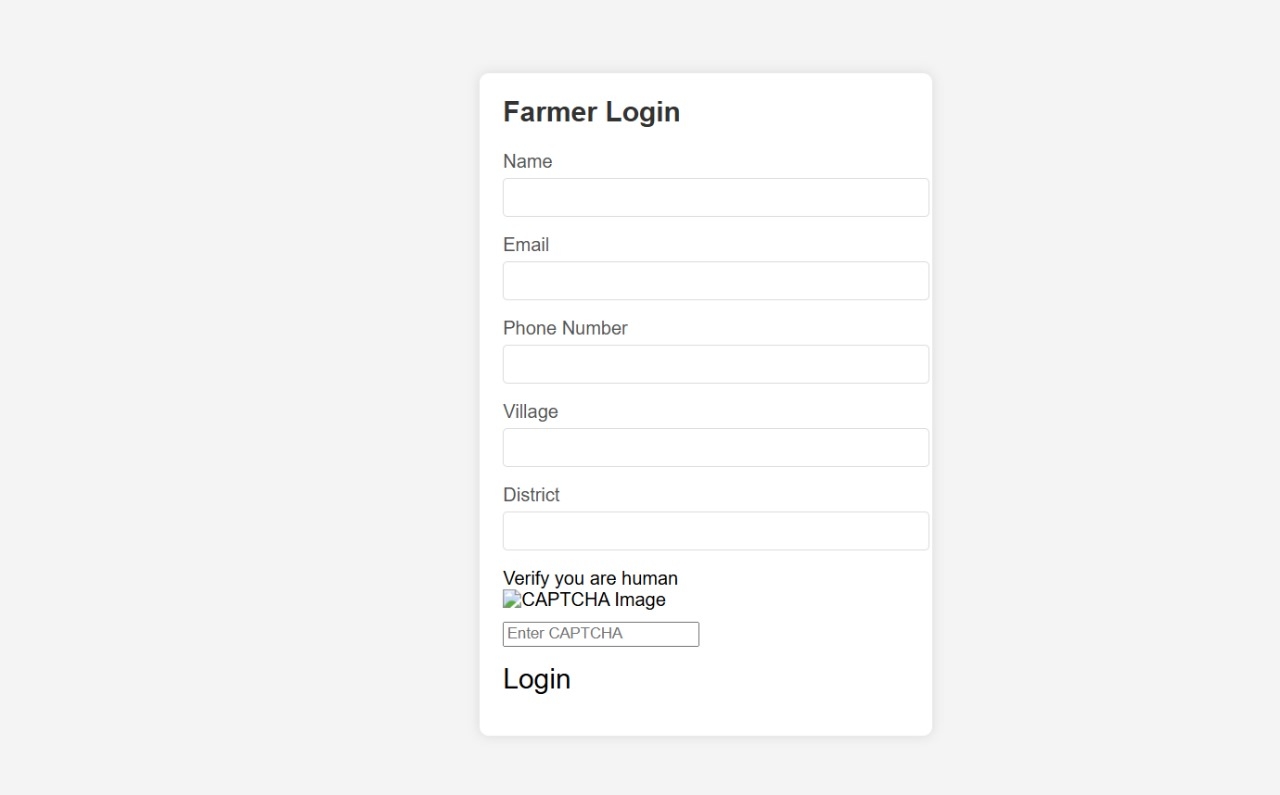 Farmer Login
Name
Email
Phone Number
Village
District
Verify you are human
CAPTCHA Image
Enter CAPTCHA
Login